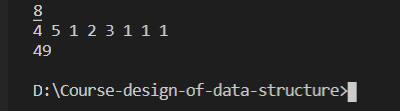 8
4 5 1 2 3 1 1 1
49
D:\Course-design-of-data-structure>